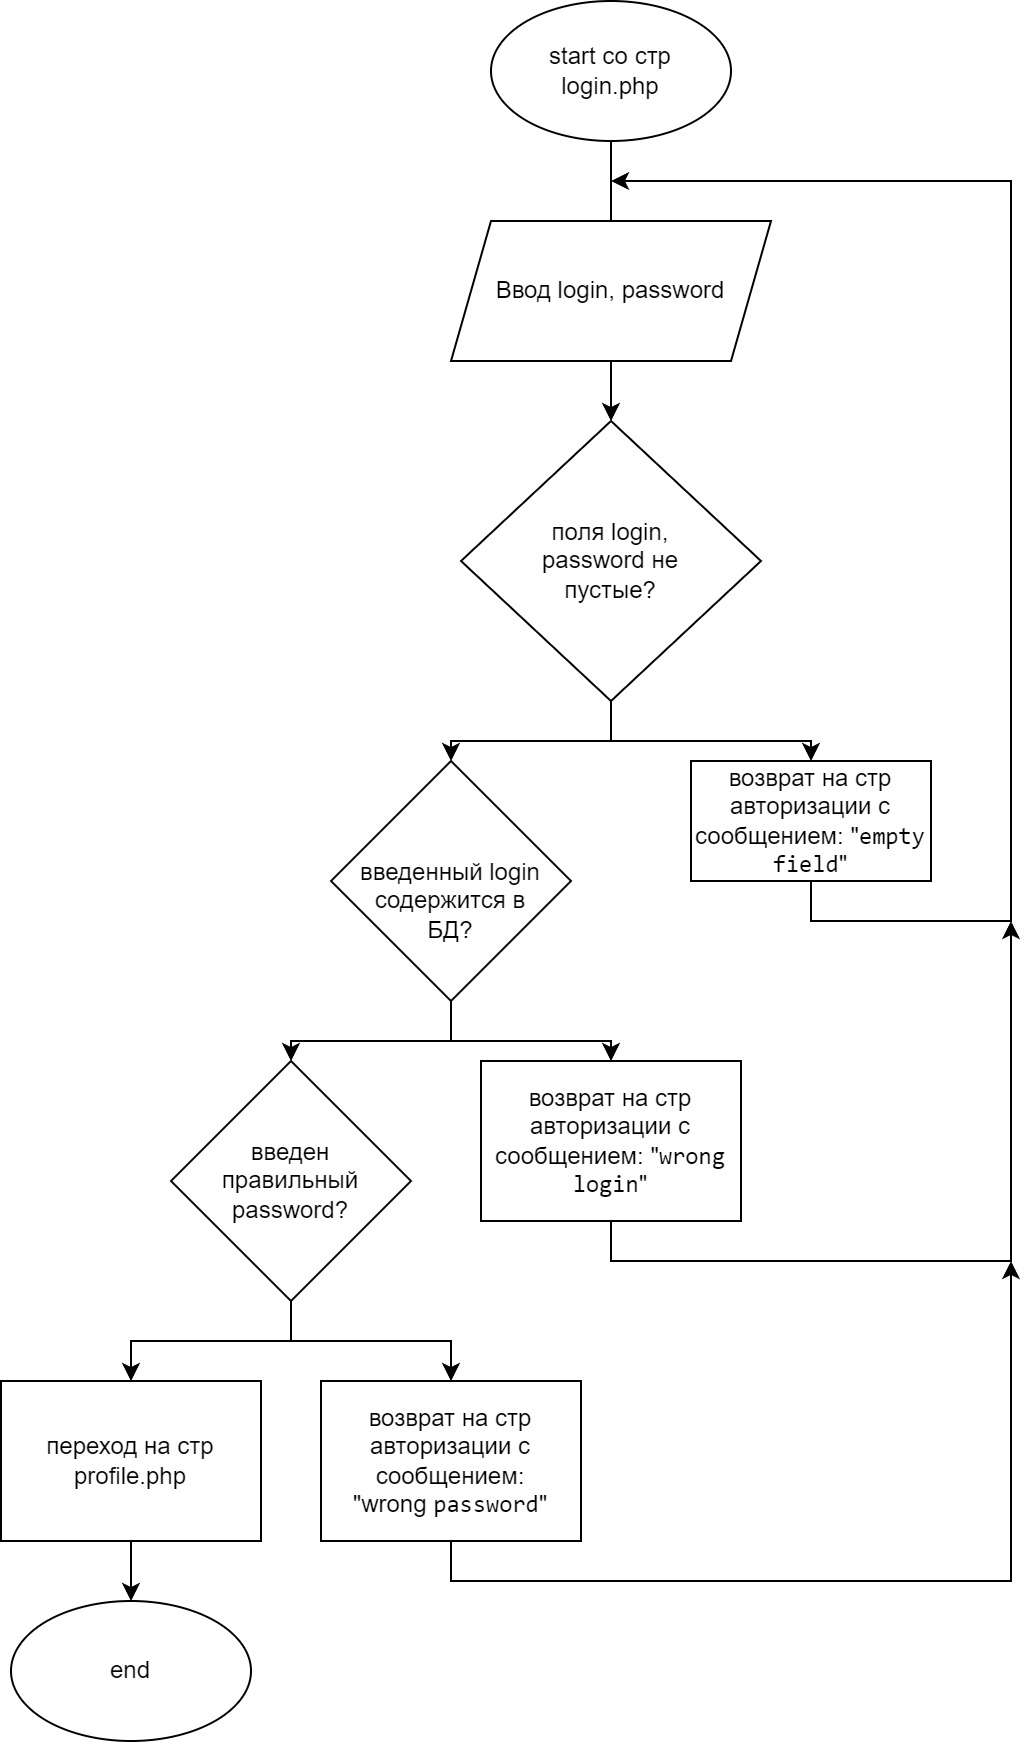 start со стр
login.php
Ввод login, password
поля login,
password не
пустые?
возврат на стр
авторизации с
сообщением: "empty
field"
введенный login
содержится в
БД?
возврат на стр
авторизации с
сообщением: "wrong
login"
введен
правильный
password?
переход на стр
profile.php
возврат на стр
авторизации с
сообщением:
"wrong password"
end